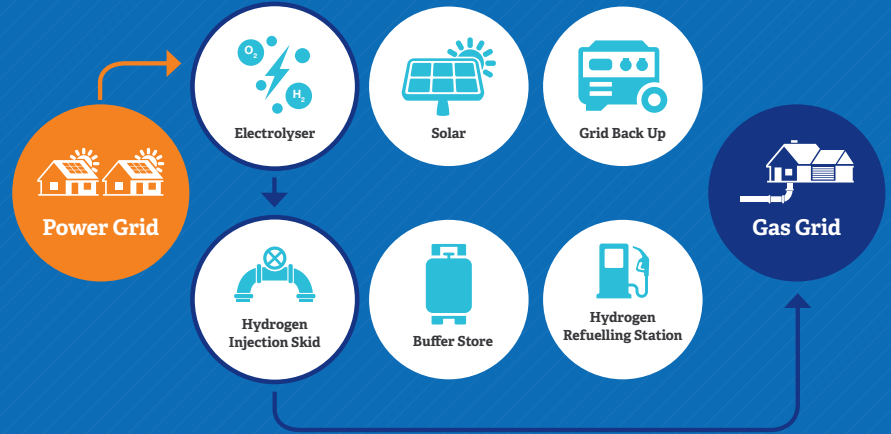 O₂
H₂
Electrolyser
Solar
Grid Back Up
Power Grid
Gas Grid
Hydrogen
Injection Skid
Buffer Store
Hydrogen
Refuelling Station